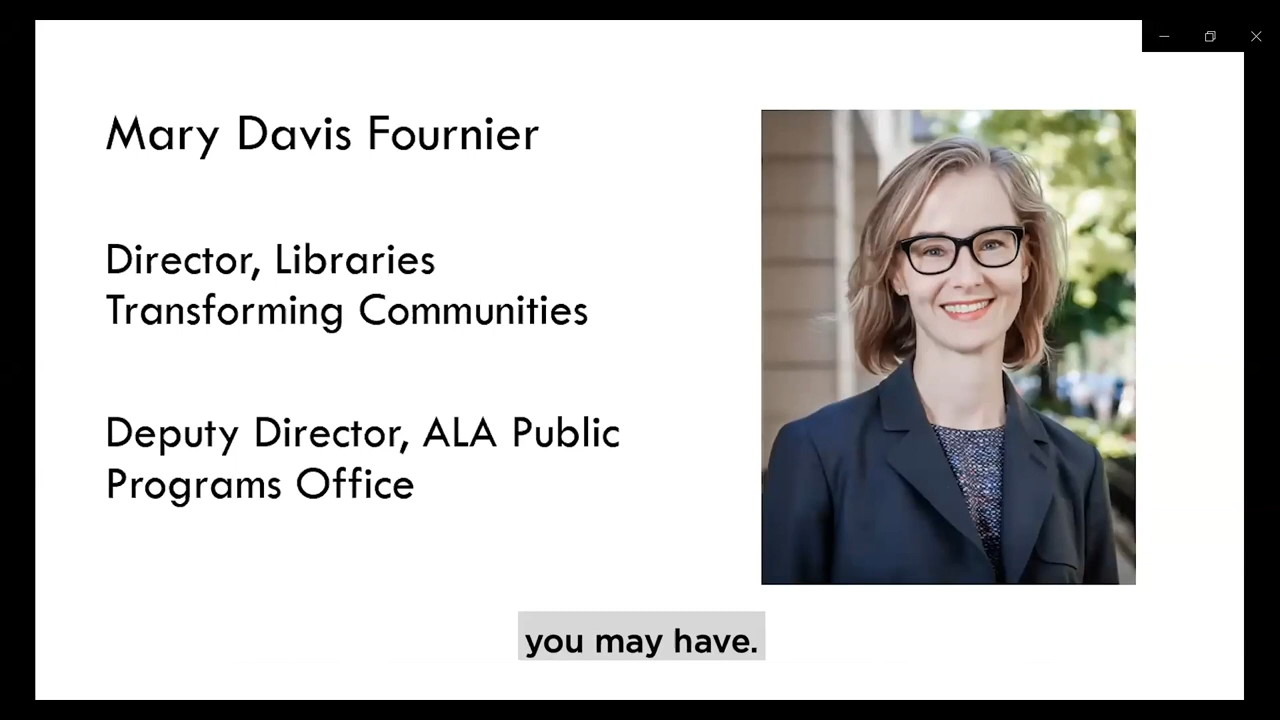 Mary Davis Fournier
Director, Libraries
Transforming Communities
Deputy Director, ALA Public
Programs Office
you may have.